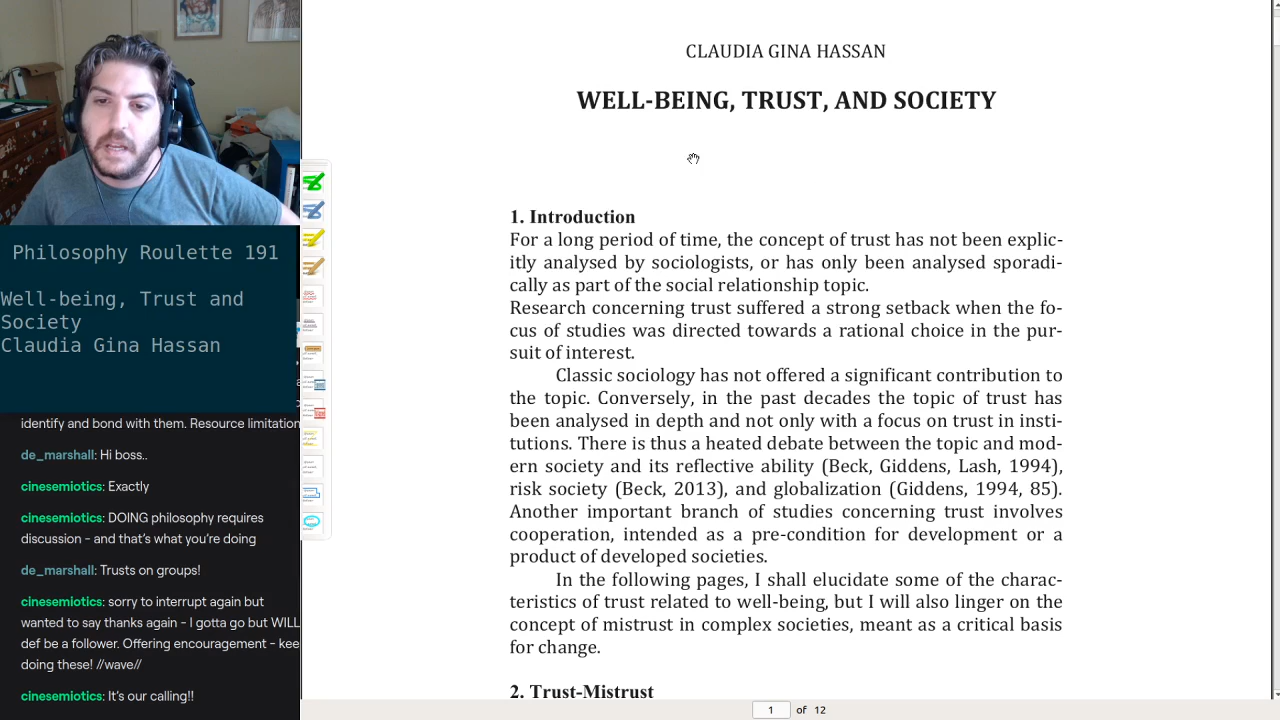 Philosophy Roulette 191
Well-being, Trust and
Society
Claudia Gina Hassan
identify and bond with them. Resource limitation
de_marshall: Hi boss..
cinesemiotics: Exactly
cinesemiotics: DOING philosophy requires
discussion – and that's what you're doing
de_marshall: Trusts on groups!
cinesemiotics: sorry to interrupt again but
wanted to say thanks again – I gotta go but WILL
def be a follower. Offering encouragement – keep
doing these! //wave//
cinesemiotics: It's our calling!!
CLAUDIA GINA HASSAN
WELL-BEING, TRUST, AND SOCIETY
1. Introduction
For a long period of time, the concept of trust has not been explic-
itly analysed by sociologists, or has only been analysed sporadi-
cally as part of the social relationship topic.
Research concerning trust suffered a strong setback when the fo-
cus of studies was directed towards rational choice in the pur-
suit of interest.
Classic sociology has not offered a significant contribution to
the topic. Conversely, in the past decades the topic of trust has
been analysed in depth and not only with a focus on trust in insti-
tutions. There is thus a heated debate between the topic and mod-
ern society and its reflective ability (Beck, Giddens, Lash, 1994),
risk society (Beck 2013), and globalization (Giddens, 1994, 85).
Another important branch of studies concerning trust involves
cooperation, intended as a pre-condition for development or a
product of developed societies.
In the following pages, I shall elucidate some of the charac-
teristics of trust related to well-being, but I will also linger on the
concept of mistrust in complex societies, meant as a critical basis
for change.
2. Trust-Mistrust
1 of 12